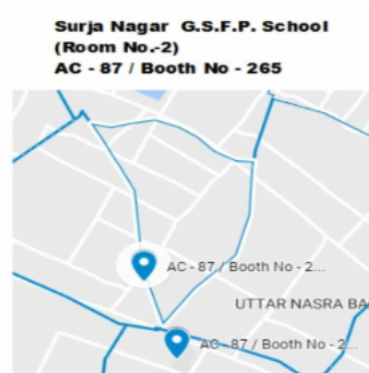 Surja Nagar G.S.F.P. School
(Room No.-2)
AC - 87 / Booth No - 265
AC - 87 / Booth No - 2...
UTTAR NASRA BA
AC - 87 / Booth No - 2...